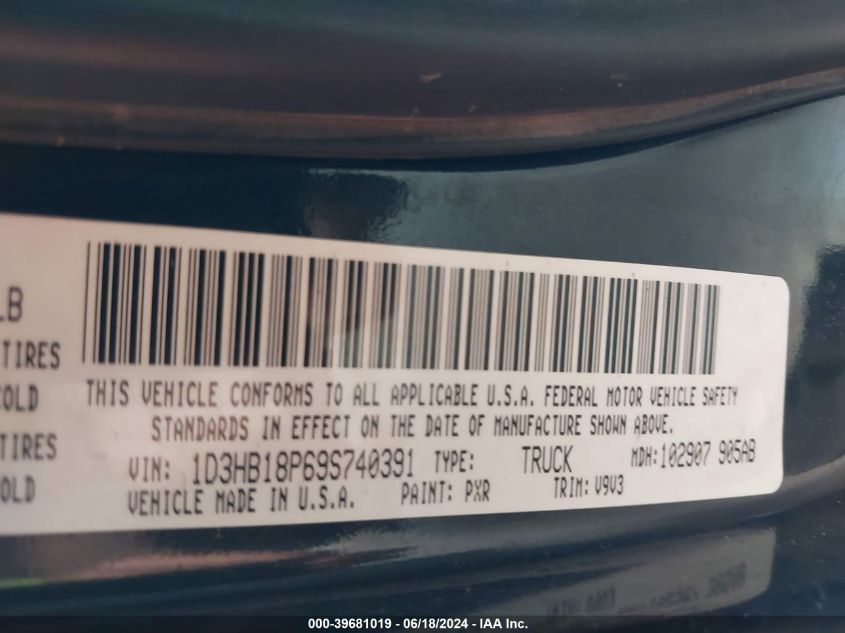 LB
TIRES
COLD
TIRES
OLD
THIS VEHICLE CONFORMS TO ALL APPLICABLE U.S.A. FEDERAL MOTOR VEHICLE SAFETY
STANDARDS IN EFFECT ON THE DATE OF MANUFACTURE SHOWN ABOVE.
VIN: 1D3HB18P69S740391 TYPE: TRUCK MDH:102907 905AB
VEHICLE MADE IN U.S.A. PAINT: PXR TRIM: V9V3
000-39681019 - 06/18/2024 - IAA Inc.